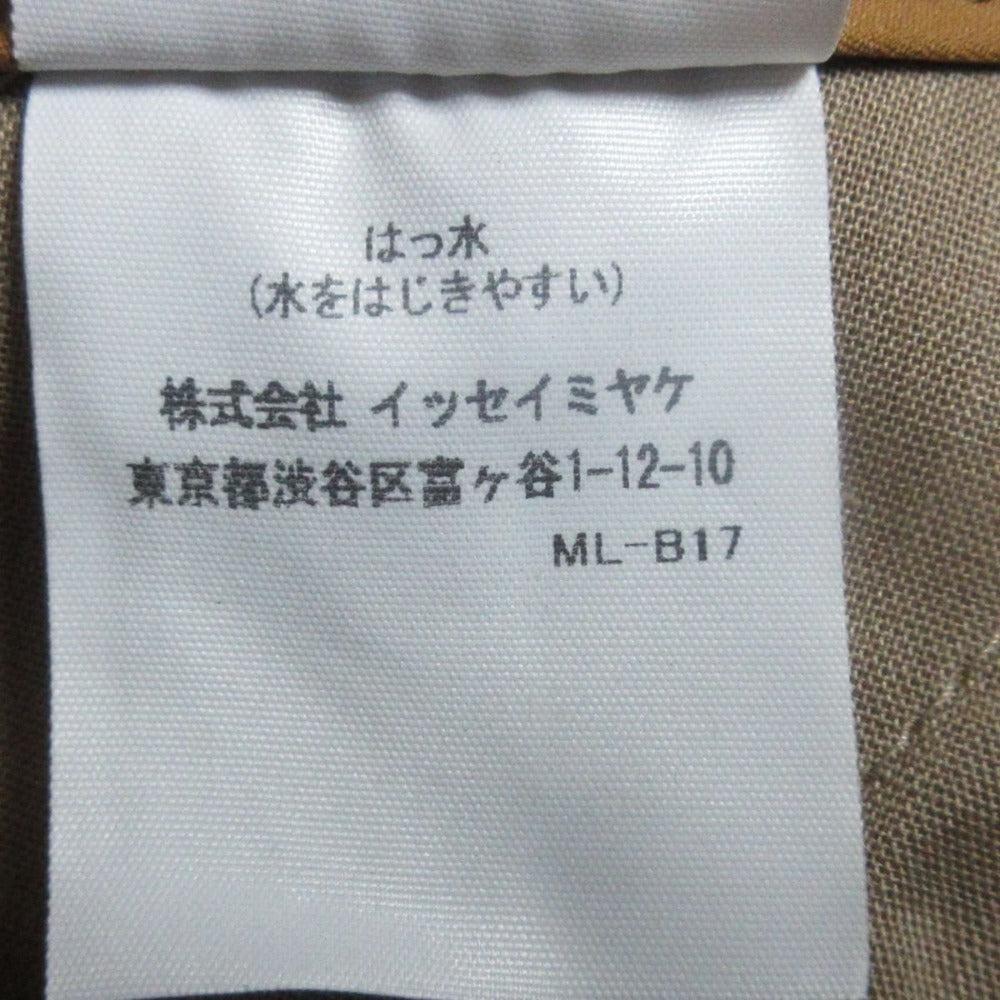 はっ水
(水をはじきやすい)
株式会社 イッセイミヤケ
東京都渋谷区富ヶ谷1-12-10
ML-B17